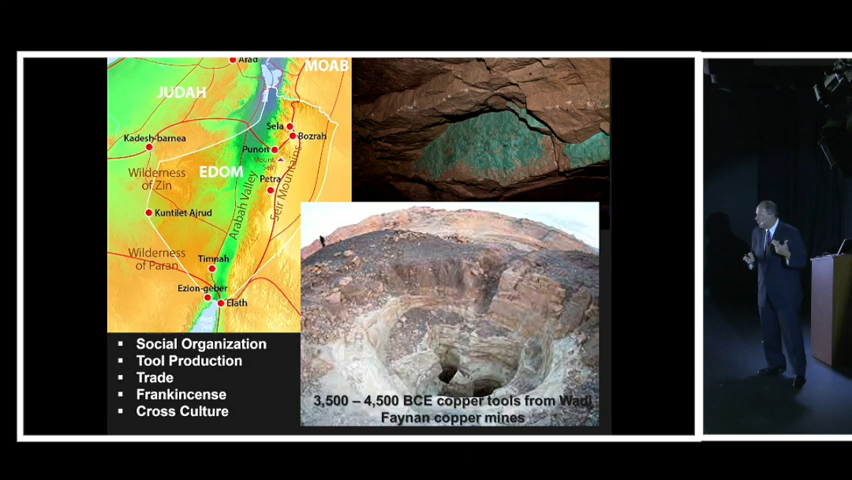 Arad
MOAB
JUDAH
Sela
Kadesh-barnea
Bozrah
Punon
Mount
Seir
Wilderness
of Zin
EDOM
Petra
Arabah Valley
Seir Mountains
Kuntilet Ajrud
Wilderness
of Paran
Timnah
Ezion-geber
Elath
▪ Social Organization
▪ Tool Production
▪ Trade
▪ Frankincense
▪ Cross Culture
3,500 – 4,500 BCE copper tools from Wadi
Faynan copper mines